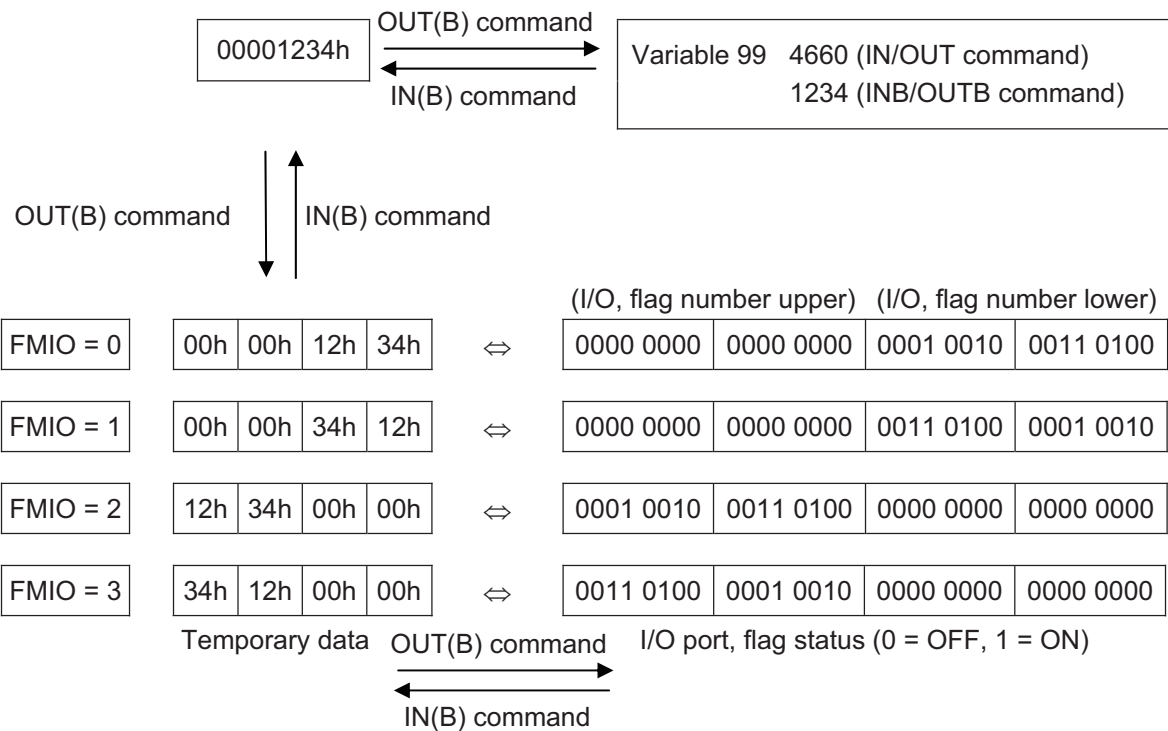 OUT(B) command
00001234h
IN(B) command
Variable 99 4660 (IN/OUT command)
1234 (INB/OUTB command)
OUT(B) command IN(B) command
(I/O, flag number upper) (I/O, flag number lower)
FMIO = 0 00h 00h 12h 34h ⇔ 0000 0000 0000 0000 0001 0010 0011 0100
FMIO = 1 00h 00h 34h 12h ⇔ 0000 0000 0000 0000 0011 0100 0001 0010
FMIO = 2 12h 34h 00h 00h ⇔ 0001 0010 0011 0100 0000 0000 0000 0000
FMIO = 3 34h 12h 00h 00h ⇔ 0011 0100 0001 0010 0000 0000 0000 0000
Temporary data OUT(B) command I/O port, flag status (0 = OFF, 1 = ON)
IN(B) command